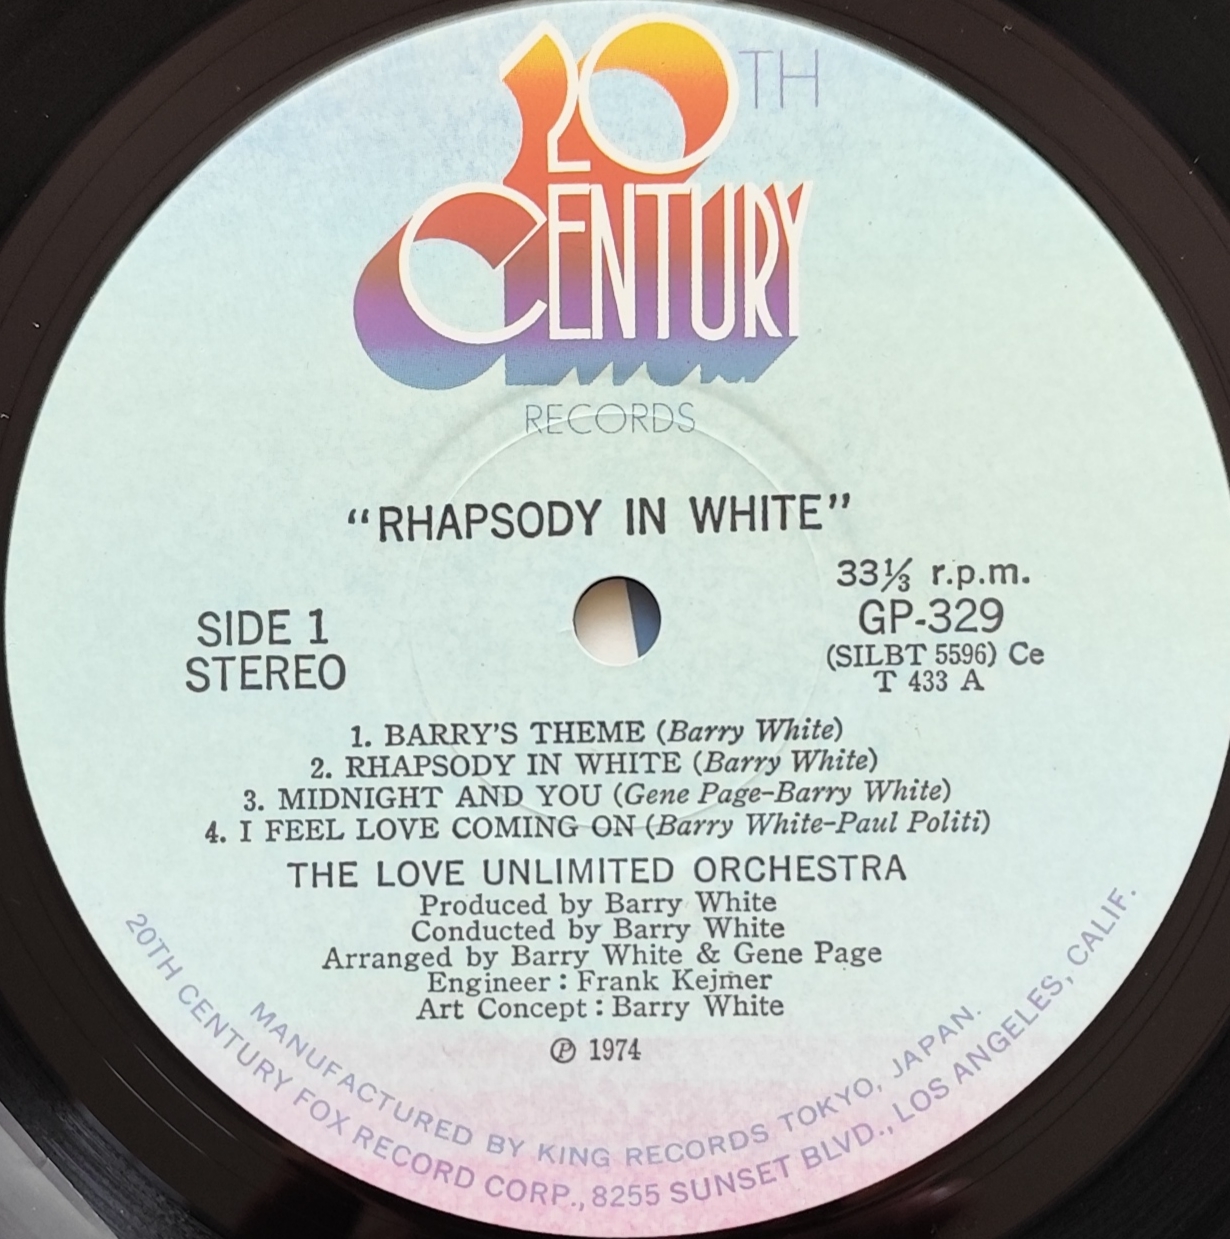 20TH
CENTURY
RECORDS
“RHAPSODY IN WHITE”
33⅓ r.p.m.
GP-329
(SILBT 5596) Ce
T 433 A
SIDE 1
STEREO
1. BARRY'S THEME (Barry White)
2. RHAPSODY IN WHITE (Barry White)
3. MIDNIGHT AND YOU (Gene Page-Barry White)
4. I FEEL LOVE COMING ON (Barry White-Paul Politi)
THE LOVE UNLIMITED ORCHESTRA
Produced by Barry White
Conducted by Barry White
Arranged by Barry White & Gene Page
Engineer : Frank Kejmer
Art Concept : Barry White
℗ 1974
MANUFACTURED BY KING RECORDS TOKYO, JAPAN.
20TH CENTURY FOX RECORD CORP., 8255 SUNSET BLVD., LOS ANGELES, CALIF.